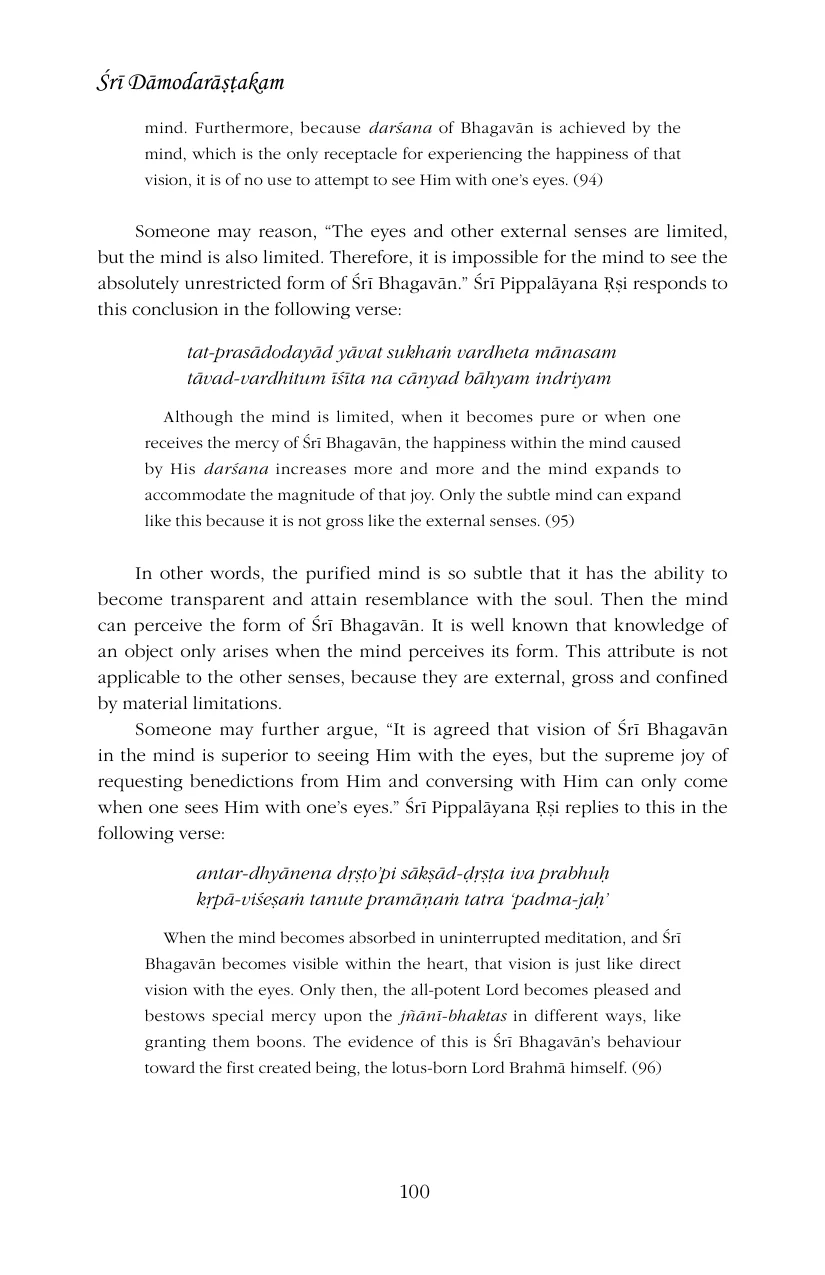 Śrī Dāmodarāṣṭakam
mind. Furthermore, because darśana of Bhagavān is achieved by the
mind, which is the only receptacle for experiencing the happiness of that
vision, it is of no use to attempt to see Him with one’s eyes. (94)
Someone may reason, “The eyes and other external senses are limited,
but the mind is also limited. Therefore, it is impossible for the mind to see the
absolutely unrestricted form of Śrī Bhagavān.” Śrī Pippalāyana Ṛṣi responds to
this conclusion in the following verse:
tat-prasādodayād yāvat sukhaṁ vardheta mānasam
tāvad-vardhitum īśīta na cānyad bāhyam indriyam
Although the mind is limited, when it becomes pure or when one
receives the mercy of Śrī Bhagavān, the happiness within the mind caused
by His darśana increases more and more and the mind expands to
accommodate the magnitude of that joy. Only the subtle mind can expand
like this because it is not gross like the external senses. (95)
In other words, the purified mind is so subtle that it has the ability to
become transparent and attain resemblance with the soul. Then the mind
can perceive the form of Śrī Bhagavān. It is well known that knowledge of
an object only arises when the mind perceives its form. This attribute is not
applicable to the other senses, because they are external, gross and confined
by material limitations.
Someone may further argue, “It is agreed that vision of Śrī Bhagavān
in the mind is superior to seeing Him with the eyes, but the supreme joy of
requesting benedictions from Him and conversing with Him can only come
when one sees Him with one’s eyes.” Śrī Pippalāyana Ṛṣi replies to this in the
following verse:
antar-dhyānena dṛṣṭo’pi sākṣād-ḍṛṣṭa iva prabhuḥ
kṛpā-viśeṣaṁ tanute pramāṇaṁ tatra ‘padma-jaḥ’
When the mind becomes absorbed in uninterrupted meditation, and Śrī
Bhagavān becomes visible within the heart, that vision is just like direct
vision with the eyes. Only then, the all-potent Lord becomes pleased and
bestows special mercy upon the jñānī-bhaktas in different ways, like
granting them boons. The evidence of this is Śrī Bhagavān’s behaviour
toward the first created being, the lotus-born Lord Brahmā himself. (96)
100